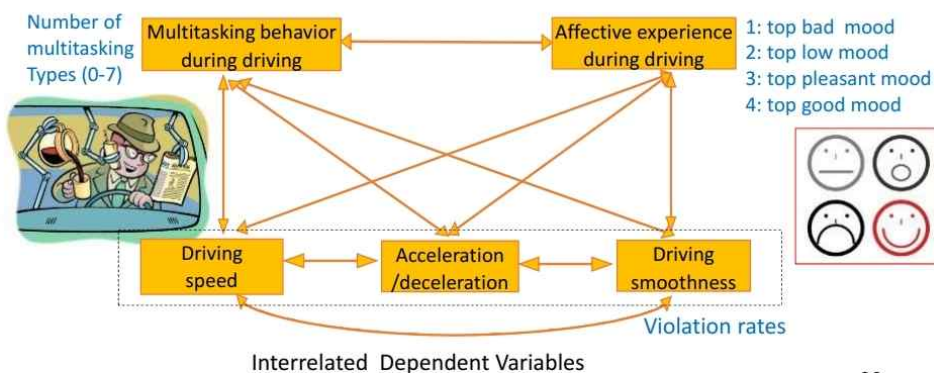 Number of
multitasking
Types (0-7)
Multitasking behavior
during driving
Affective experience
during driving
1: top bad mood
2: top low mood
3: top pleasant mood
4: top good mood
Driving
speed
Acceleration
/deceleration
Driving
smoothness
Violation rates
Interrelated Dependent Variables